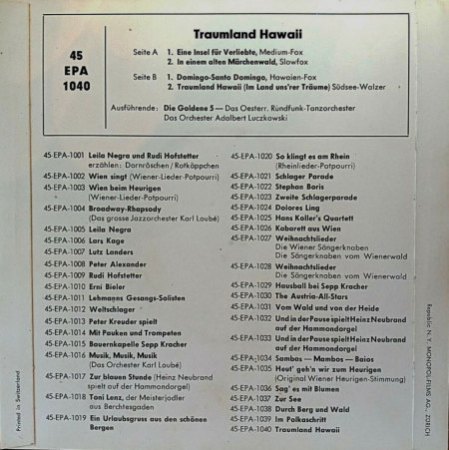 Traumland Hawaii
45
EPA
1040
Seite A 1. Eine Insel für Verliebte, Medium-Fox
2. In einem alten Märchenwald, Slowfox
Seite B 1. Domingo-Santo Domingo, Hawaien-Fox
2. Traumland Hawaii (Im Land uns'rer Träume) Südsee-Walzer
Ausführende: Die Goldene 5 — Das Oesterr. Rundfunk-Tanzorchester
Das Orchester Adalbert Luczkowski
45-EPA-1001 Leila Negra und Rudi Hofstetter
erzählen: Dornröschen / Rotkäppchen
45-EPA-1002 Wien singt (Wiener-Lieder-Potpourri)
45-EPA-1003 Wien beim Heurigen
(Wiener-Lieder-Potpourri)
45-EPA-1004 Broadway-Rhapsody
(Das grosse Jazzorchester Karl Loubé)
45-EPA-1005 Leila Negra
45-EPA-1006 Lars Kage
45-EPA-1007 Lutz Landers
45-EPA-1008 Peter Alexander
45-EPA-1009 Rudi Hofstetter
45-EPA-1010 Erni Bieler
45-EPA-1011 Lehmanns Gesangs-Solisten
45-EPA-1012 Weltschlager
45-EPA-1013 Peter Kreuder spielt
45-EPA-1014 Mit Pauken und Trompeten
45-EPA-1015 Bauernkapelle Sepp Kracher
45-EPA-1016 Musik, Musik, Musik
(Das Orchester Karl Loubé)
45-EPA-1017 Zur blauen Stunde (Heinz Neubrand
spielt auf der Hammondorgel)
45-EPA-1018 Toni Lenz, der Meisterjodler
aus Berchtesgaden
45-EPA-1019 Ein Urlaubsgruss aus den schönen
Bergen
45-EPA-1020 So klingt es am Rhein
(Rheinlieder-Potpourri)
45-EPA-1021 Schlager Parade
45-EPA-1022 Stephan Boris
45-EPA-1023 Zweite Schlagerparade
45-EPA-1024 Dolores Ling
45-EPA-1025 Hans Koller's Quartett
45-EPA-1026 Kabarett aus Wien
45-EPA-1027 Weihnachtslieder
Die Wiener Sängerknaben
Die Sängerknaben vom Wienerwald
45-EPA-1028 Weihnachtslieder
Die Sängerknaben vom Wienerwald
45-EPA-1029 Hausball bei Sepp Kracher
45-EPA-1030 The Austria-All-Stars
45-EPA-1031 Vom Wald und von der Heide
45-EPA-1032 Und in der Pause spielt Heinz Neubrand
auf der Hammondorgel
45-EPA-1033 Und in der Pause spielt Heinz Neubrand
auf der Hammondorgel
45-EPA-1034 Sambas — Mambos — Baios
45-EPA-1035 Heut' geh'n wir zum Heurigen
(Original Wiener Heurigen-Stimmung)
45-EPA-1036 Sag' es mit Blumen
45-EPA-1037 Zur See
45-EPA-1038 Durch Berg und Wald
45-EPA-1039 Im Polkaschritt
45-EPA-1040 Traumland Hawaii
Printed in Switzerland
Republic N. Y. MONOPOL-FILMS AG., ZÜRICH